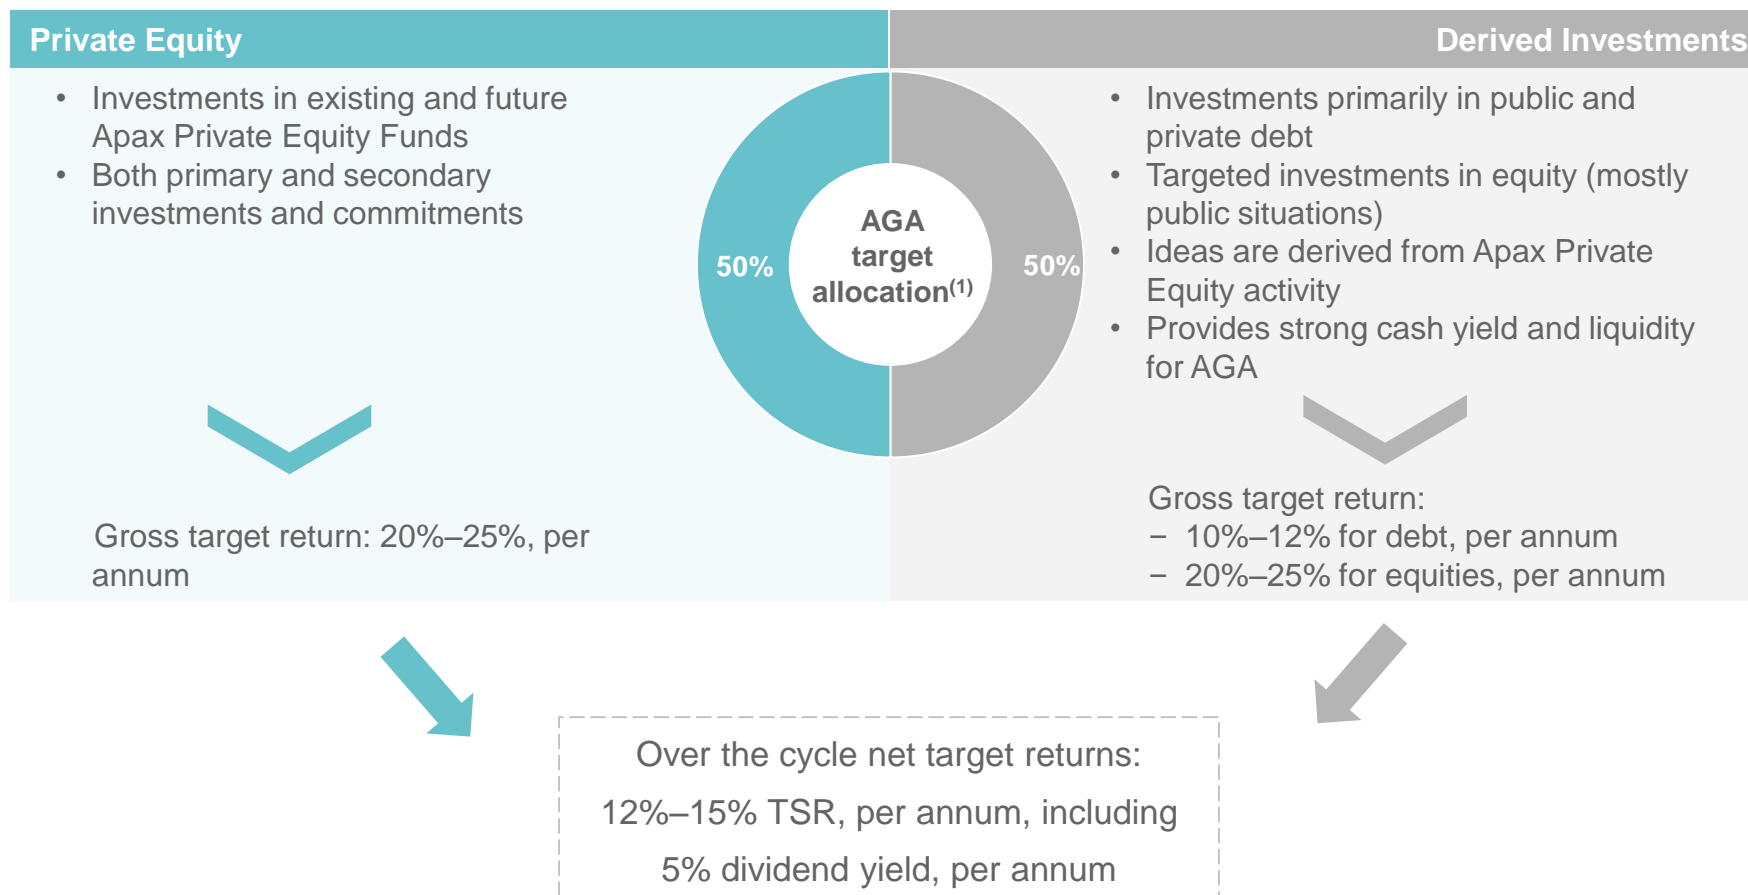 Private Equity
• Investments in existing and future
Apax Private Equity Funds
• Both primary and secondary
investments and commitments
Gross target return: 20%–25%, per
annum
50%
AGA
target
allocation(1)
50%
Derived Investments
• Investments primarily in public and
private debt
• Targeted investments in equity (mostly
public situations)
• Ideas are derived from Apax Private
Equity activity
• Provides strong cash yield and liquidity
for AGA
Gross target return:
− 10%–12% for debt, per annum
− 20%–25% for equities, per annum
Over the cycle net target returns:
12%–15% TSR, per annum, including
5% dividend yield, per annum